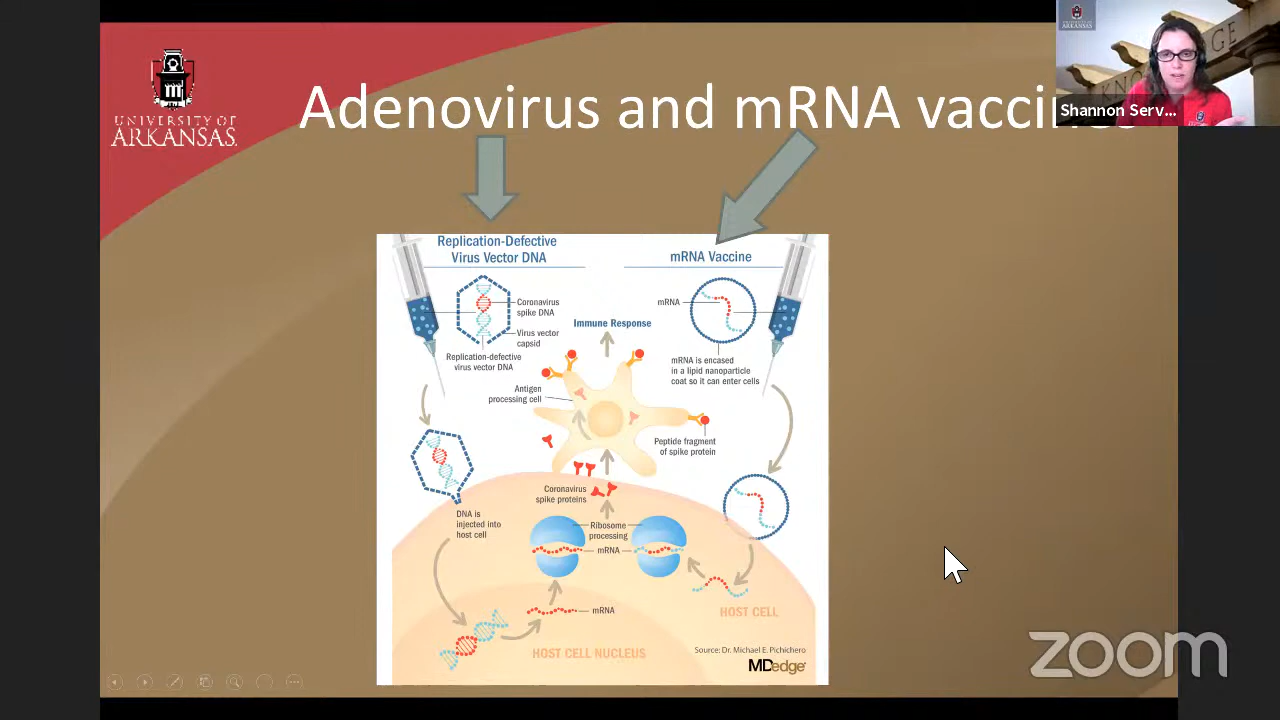 UNIVERSITY OF
ARKANSAS
Adenovirus and mRNA vaccines
UNIVERSITY OF
ARKANSAS
Shannon Serv...
Replication-Defective
Virus Vector DNA
mRNA Vaccine
Coronavirus
spike DNA
Virus vector
capsid
Replication-defective
virus vector DNA
Immune Response
mRNA
mRNA is encased
in a lipid nanoparticle
coat so it can enter cells
Antigen
processing cell
Peptide fragment
of spike protein
Coronavirus
spike proteins
DNA is
injected into
host cell
Ribosome
processing
mRNA
mRNA
HOST CELL
HOST CELL NUCLEUS
Source: Dr. Michael E. Pichichero
MDedge
zoom